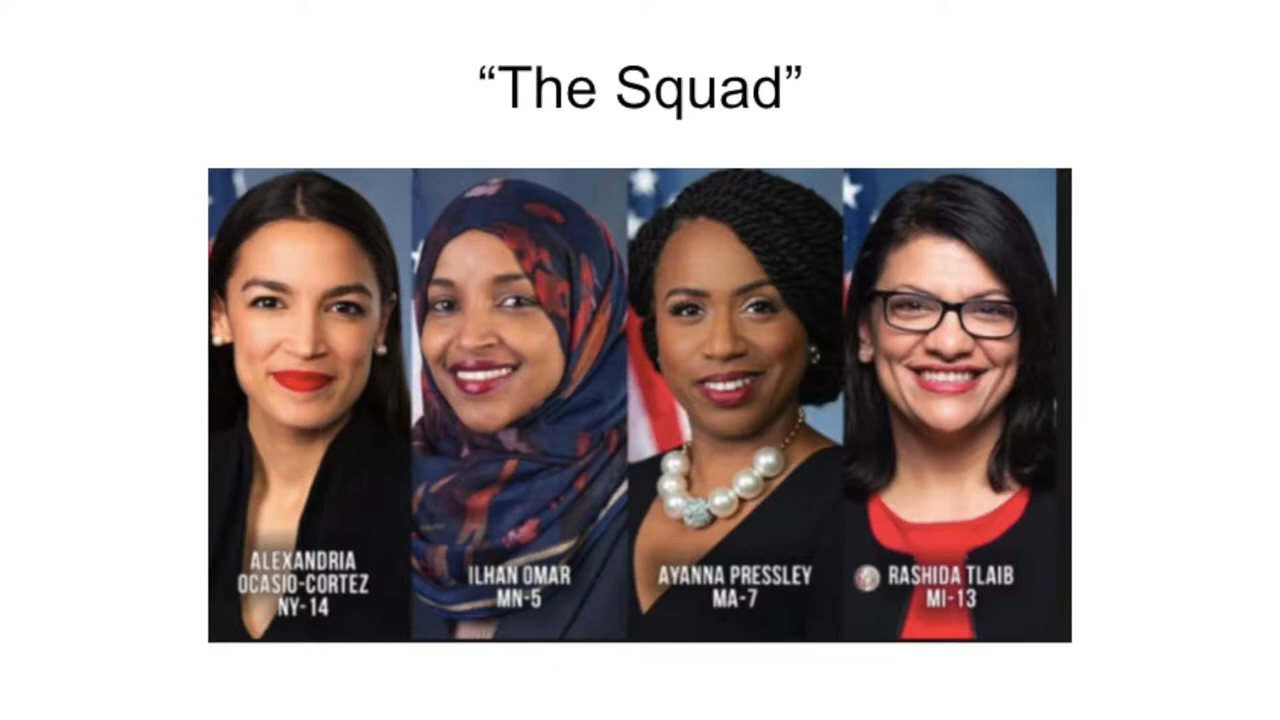 “The Squad”
ALEXANDRIA
OCASIO-CORTEZ
NY-14
ILHAN OMAR
MN-5
AYANNA PRESSLEY
MA-7
RASHIDA TLAIB
MI-13